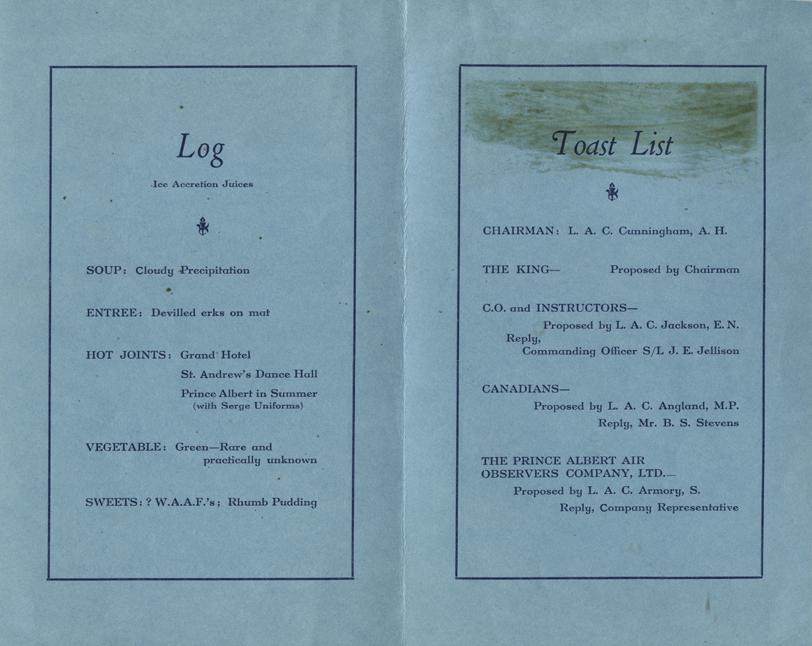 Log
Ice Accretion Juices
SOUP: Cloudy Precipitation
ENTREE: Devilled erks on mat
HOT JOINTS: Grand Hotel
St. Andrew's Dance Hall
Prince Albert in Summer
(with Serge Uniforms)
VEGETABLE: Green—Rare and
practically unknown
SWEETS: ? W.A.A.F.'s; Rhumb Pudding
Toast List
CHAIRMAN: L. A. C. Cunningham, A. H.
THE KING— Proposed by Chairman
C.O. and INSTRUCTORS—
Proposed by L. A. C. Jackson, E. N.
Reply,
Commanding Officer S/L J. E. Jellison
CANADIANS—
Proposed by L. A. C. Angland, M.P.
Reply, Mr. B. S. Stevens
THE PRINCE ALBERT AIR
OBSERVERS COMPANY, LTD.—
Proposed by L. A. C. Armory, S.
Reply, Company Representative